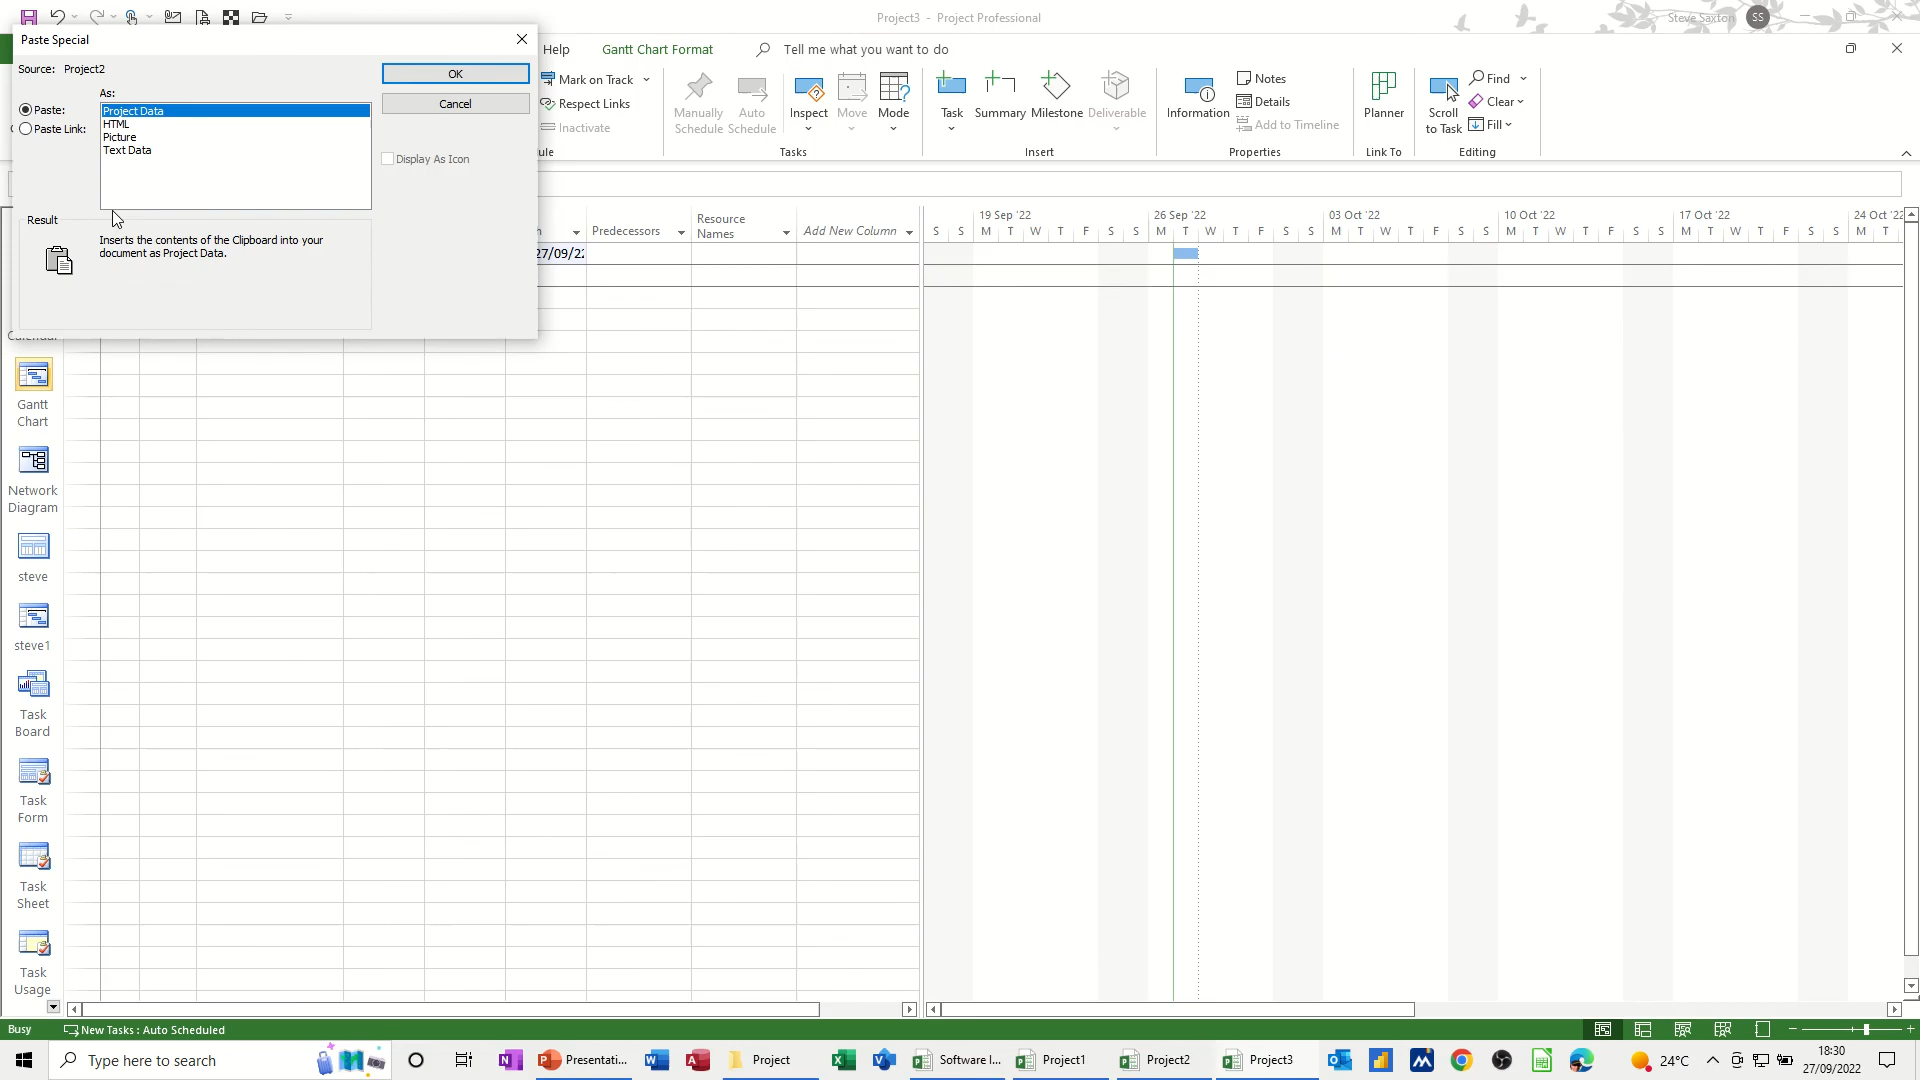 Project3 - Project Professional
Steve Saxton
SS
Paste Special
Source: Project2
As:
Paste:
Paste Link:
Project Data
HTML
Picture
Text Data
OK
Cancel
Display As Icon
Result
Inserts the contents of the Clipboard into your
document as Project Data.
Help
Gantt Chart Format
Tell me what you want to do
Mark on Track
Respect Links
Inactivate
Manually
Schedule
Auto
Schedule
Inspect
Move
Mode
Tasks
Task
Summary
Milestone
Deliverable
Insert
Information
Notes
Details
Add to Timeline
Properties
Planner
Link To
Scroll
to Task
Find
Clear
Fill
Editing
Predecessors
Resource
Names
Add New Column
27/09/22
19 Sep '22
26 Sep '22
03 Oct '22
10 Oct '22
17 Oct '22
24 Oct '22
S S M T W T F S S M T W T F S S M T W T F S S M T W T F S S M T W T F S S M T
Calendar
Gantt
Chart
Network
Diagram
steve
steve1
Task
Board
Task
Form
Task
Sheet
Task
Usage
Busy
New Tasks : Auto Scheduled
Type here to search
Presentati...
Project
Software I...
Project1
Project2
Project3
24°C
18:30
27/09/2022